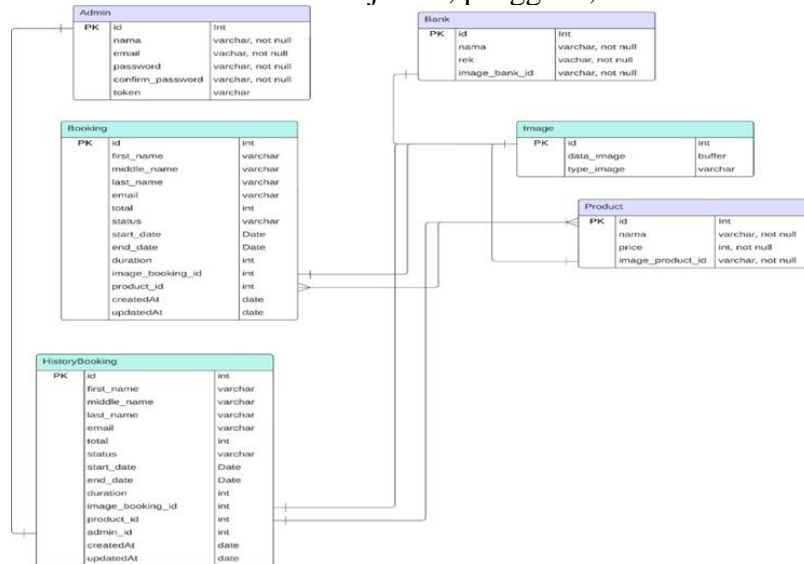 Admin
PK id Int
nama varchar, not null
email vachar, not null
password varchar, not null
confirm_password varchar, not null
token varchar
Bank
PK id Int
nama varchar, not null
rek vachar, not null
image_bank_id varchar, not null
Booking
PK id int
first_name varchar
middle_name varchar
last_name varchar
email varchar
total int
status varchar
start_date Date
end_date Date
duration int
image_booking_id int
product_id int
createdAt date
updatedAt date
Image
PK id int
data_image buffer
type_image varchar
Product
PK id Int
nama varchar, not null
price int, not null
image_product_id varchar, not null
HistoryBooking
PK id int
first_name varchar
middle_name varchar
last_name varchar
email varchar
total int
status varchar
start_date Date
end_date Date
duration int
image_booking_id int
product_id int
admin_id int
createdAt date
updatedAt date